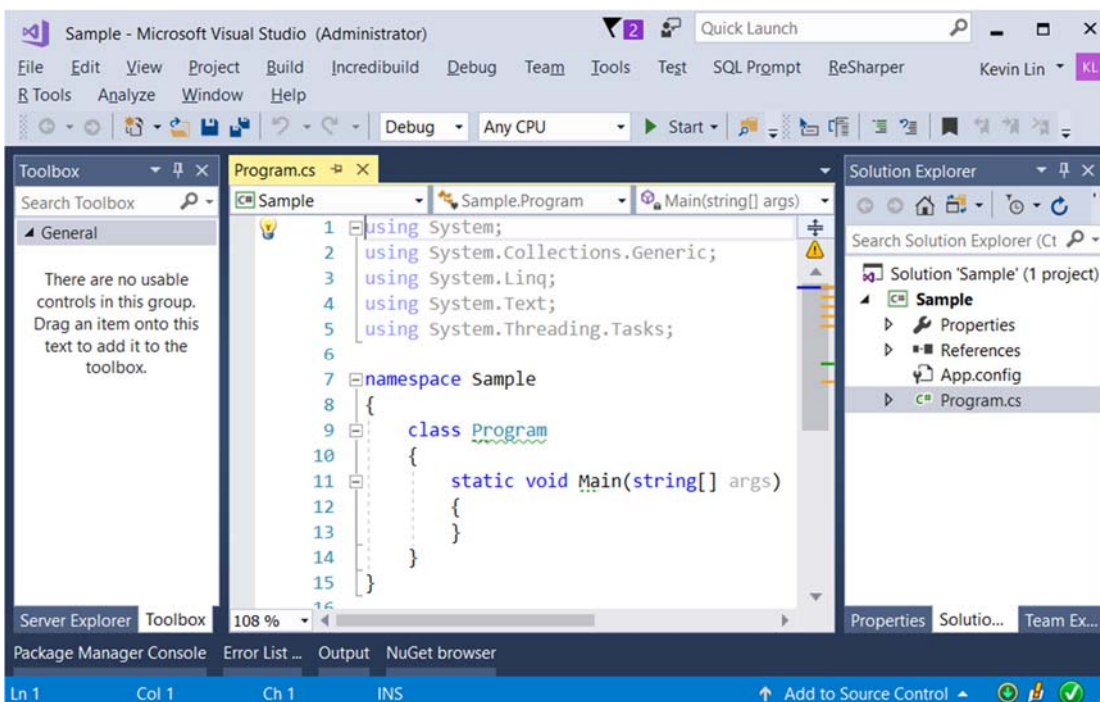 Sample - Microsoft Visual Studio (Administrator)
2
Quick Launch
File Edit View Project Build Incredibuild Debug Team Tools Test SQL Prompt ReSharper
Kevin Lin KL
R Tools Analyze Window Help
Debug Any CPU Start
Toolbox
Search Toolbox
General
There are no usable
controls in this group.
Drag an item onto this
text to add it to the
toolbox.
Server Explorer Toolbox
Program.cs
C# Sample Sample.Program Main(string[] args)
1 using System;
2 using System.Collections.Generic;
3 using System.Linq;
4 using System.Text;
5 using System.Threading.Tasks;
6
7 namespace Sample
8 {
9 class Program
10 {
11 static void Main(string[] args)
12 {
13 }
14 }
15 }
16
108 %
Solution Explorer
Search Solution Explorer (Ct
Solution 'Sample' (1 project)
C# Sample
Properties
References
App.config
C# Program.cs
Properties Solutio... Team Ex...
Package Manager Console Error List ... Output NuGet browser
Ln 1 Col 1 Ch 1 INS
Add to Source Control